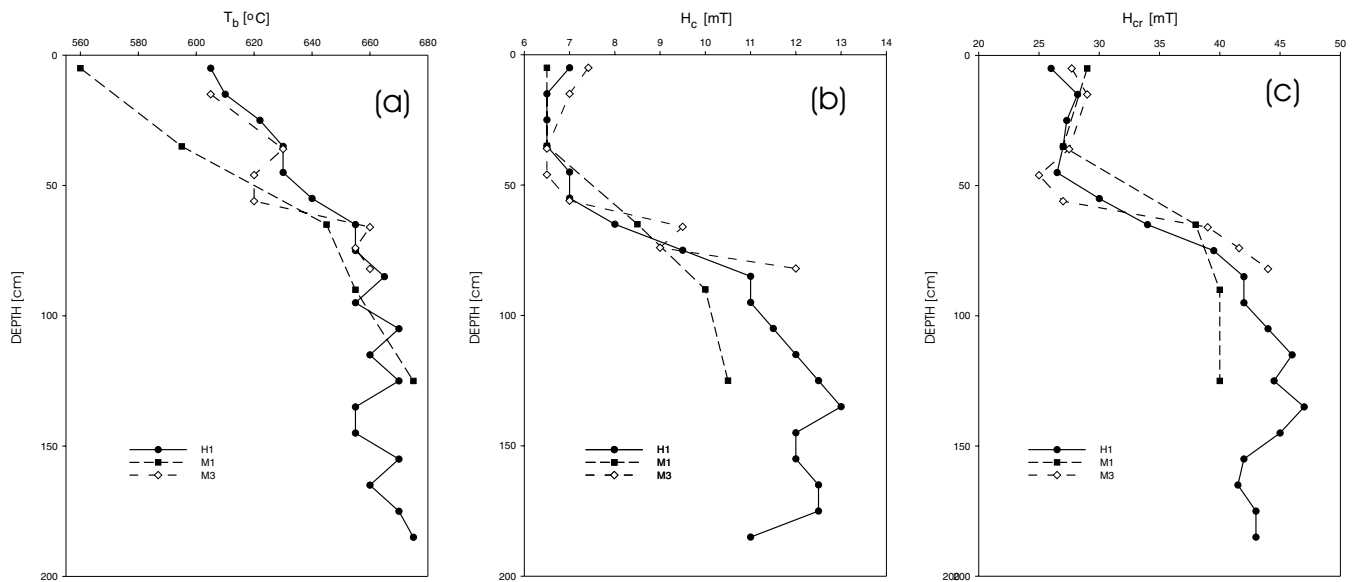 T_b [oC]
560 580 600 620 640 660 680
0
50
100
150
200
DEPTH [cm]
(a)
H1
M1
M3
H_c [mT]
6 7 8 9 10 11 12 13 14
0
50
100
150
200
DEPTH [cm]
(b)
H1
M1
M3
H_cr [mT]
20 25 30 35 40 45 50
0
50
100
150
DEPTH [cm]
(c)
H1
M1
M3